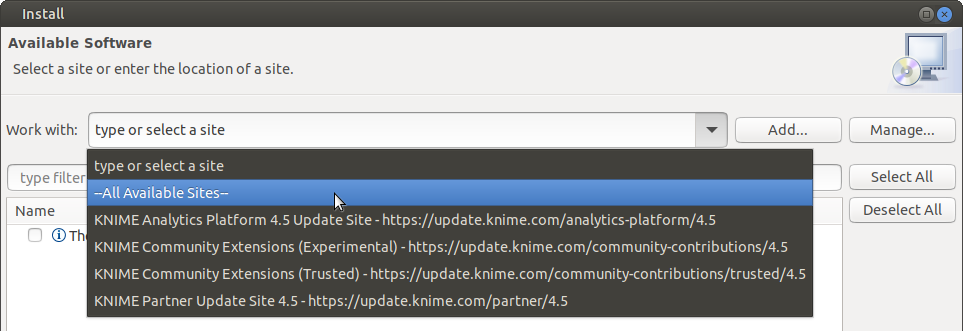 Install
Available Software
Select a site or enter the location of a site.
Work with: type or select a site Add... Manage...
type or select a site
type filter Select All
--All Available Sites--
Name Deselect All
KNIME Analytics Platform 4.5 Update Site - https://update.knime.com/analytics-platform/4.5
The
KNIME Community Extensions (Experimental) - https://update.knime.com/community-contributions/4.5
KNIME Community Extensions (Trusted) - https://update.knime.com/community-contributions/trusted/4.5
KNIME Partner Update Site 4.5 - https://update.knime.com/partner/4.5